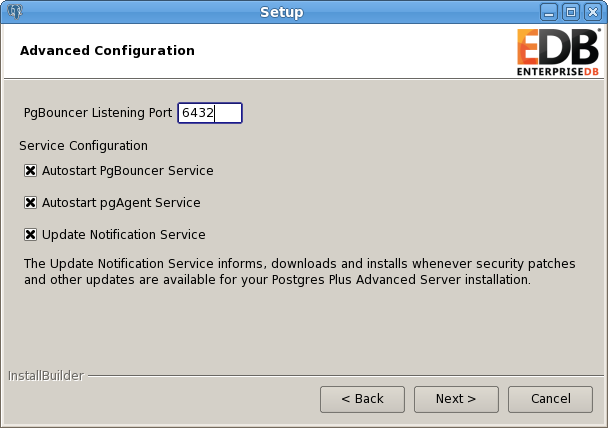 Setup
Advanced Configuration
EDB
ENTERPRISEDB
PgBouncer Listening Port 6432
Service Configuration
Autostart PgBouncer Service
Autostart pgAgent Service
Update Notification Service
The Update Notification Service informs, downloads and installs whenever security patches
and other updates are available for your Postgres Plus Advanced Server installation.
InstallBuilder
< Back Next > Cancel